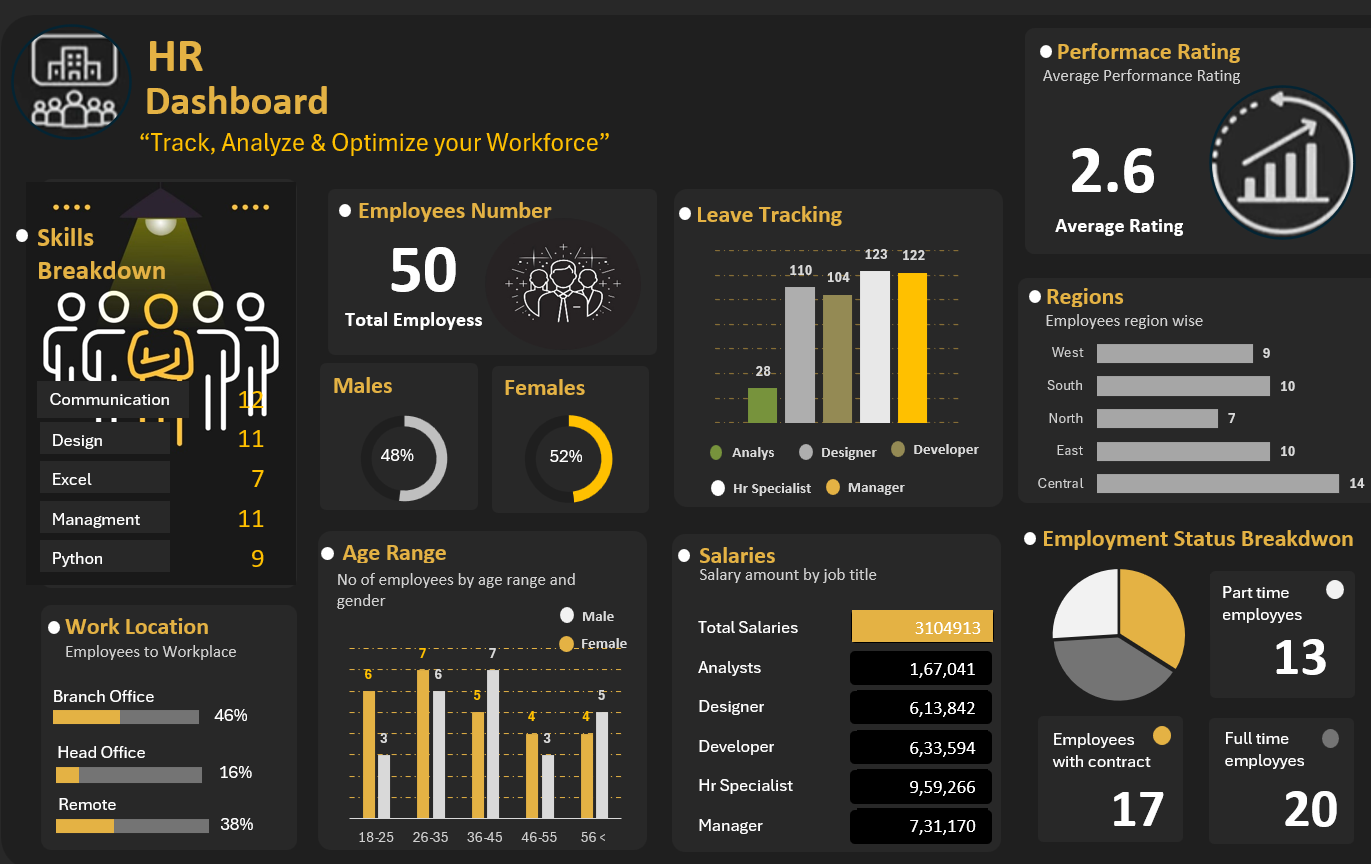 HR
Dashboard
“Track, Analyze & Optimize your Workforce”
Performace Rating
Average Performance Rating
2.6
Average Rating
Skills
Breakdown
Communication 12
Design 11
Excel 7
Managment 11
Python 9
Employees Number
50
Total Employess
Males
48%
Females
52%
Leave Tracking
28 110 104 123 122
Analys Designer Developer
Hr Specialist Manager
Regions
Employees region wise
West 9
South 10
North 7
East 10
Central 14
Work Location
Employees to Workplace
Branch Office 46%
Head Office 16%
Remote 38%
Age Range
No of employees by age range and
gender
Male
Female
6 3 7 6 5 7 4 3 4 5
18-25 26-35 36-45 46-55 56 <
Salaries
Salary amount by job title
Total Salaries 3104913
Analysts 1,67,041
Designer 6,13,842
Developer 6,33,594
Hr Specialist 9,59,266
Manager 7,31,170
Employment Status Breakdwon
Part time
employyes
13
Employees
with contract
17
Full time
employyes
20